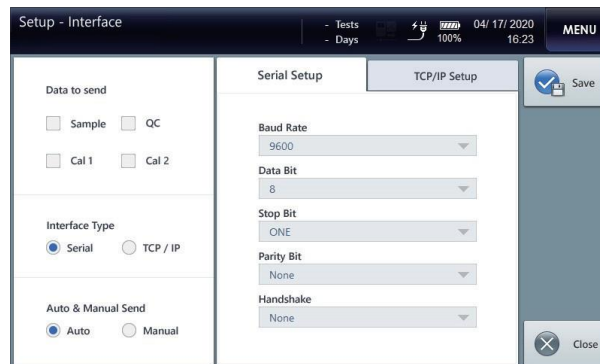 Setup - Interface
- Tests
- Days
100%
04/ 17/ 2020
16:23
MENU
Data to send
Sample
QC
Cal 1
Cal 2
Interface Type
Serial
TCP / IP
Auto & Manual Send
Auto
Manual
Serial Setup
TCP/IP Setup
Baud Rate
9600
Data Bit
8
Stop Bit
ONE
Parity Bit
None
Handshake
None
Save
Close